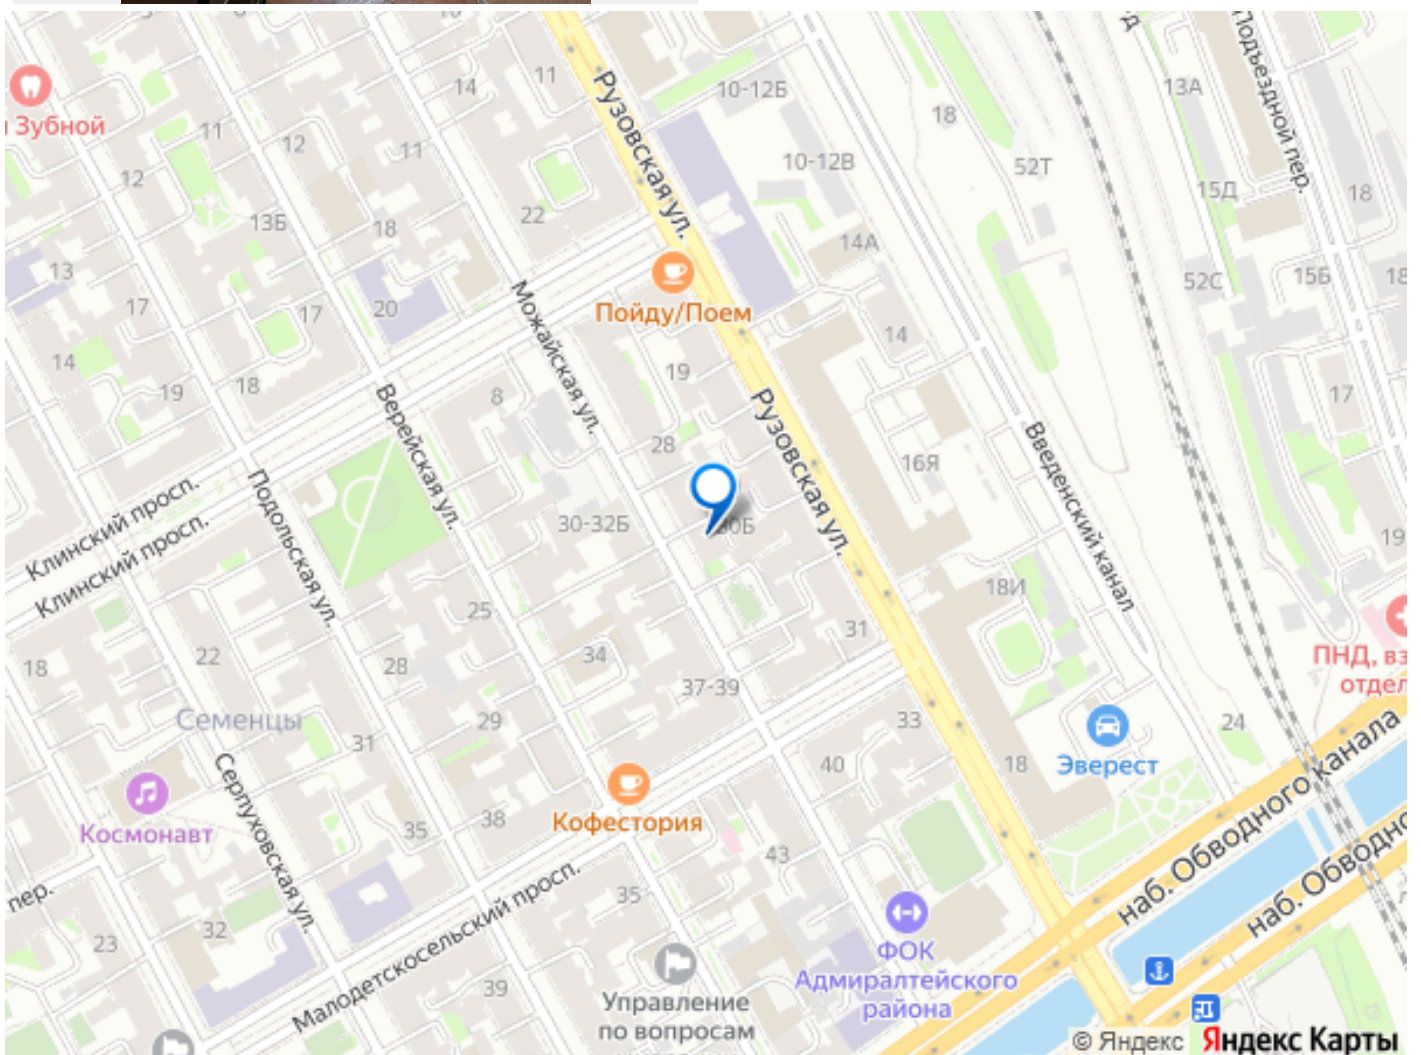 14
11
10-12Б
13А
Подъездной пер.
Рузовская ул.
18
Зубной
11
12
11
10-12В
52Т
15Д
18
12
13Б
18
22
14А
13
17
20
17
Пойду/Поем
52С
15Б
18
Можайская ул.
14
14
19
18
19
8
17
Верейская ул.
Рузовская ул.
28
16Я
Введенский канал
Клинский просп.
Клинский просп.
Подольская ул.
30-32Б
30Б
19
18И
25
31
18
22
28
34
37-39
ПНД, вз
отдел
Семенцы
29
31
33
24
Серпуховская ул.
40
18
Эверест
наб. Обводного канала
Космонавт
35
38
Кофестория
43
наб. Обводно
пер.
Малодетскосельский просп.
35
23
32
ФОК
Адмиралтейского
района
39
Управление
по вопросам
© Яндекс Яндекс Карты